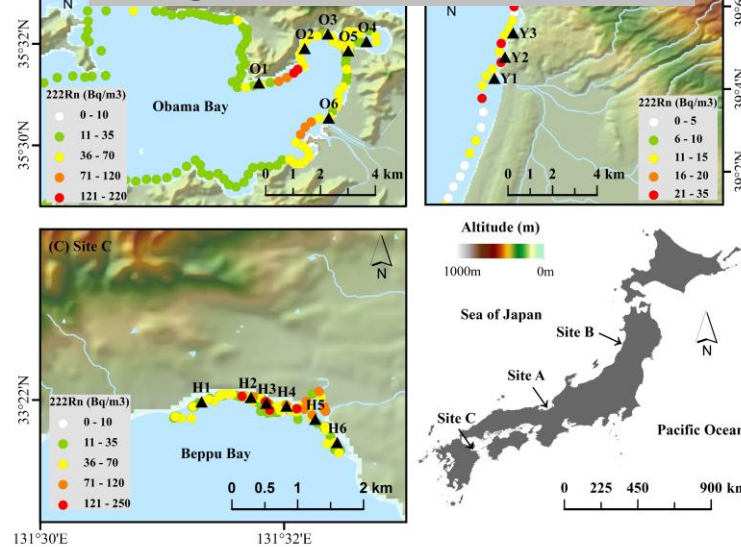 N
N
35°32'N
O1
O2
O3
O4
O5
O6
Obama Bay
35°30'N
222Rn (Bq/m3)
0 - 10
11 - 35
36 - 70
71 - 120
121 - 220
0 1 2 4 km
Y3
Y2
Y1
39°4'N
39°2'N
222Rn (Bq/m3)
0 - 5
6 - 10
11 - 15
16 - 20
21 - 35
0 1 2 4 km
(C) Site C
N
33°22'N
H1
H2
H3
H4
H5
H6
Beppu Bay
222Rn (Bq/m3)
0 - 10
11 - 35
36 - 70
71 - 120
121 - 250
0 0.5 1 2 km
131°30'E
131°32'E
Altitude (m)
1000m
0m
Sea of Japan
Site B
N
Site A
Site C
Pacific Ocean
0 225 450 900 km